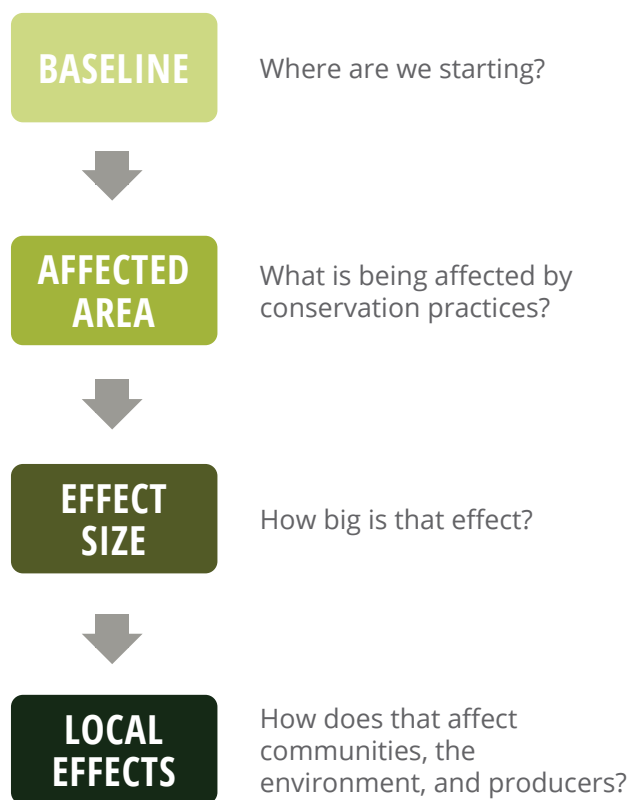 BASELINE
Where are we starting?
AFFECTED
AREA
What is being affected by
conservation practices?
EFFECT
SIZE
How big is that effect?
LOCAL
EFFECTS
How does that affect
communities, the
environment, and producers?